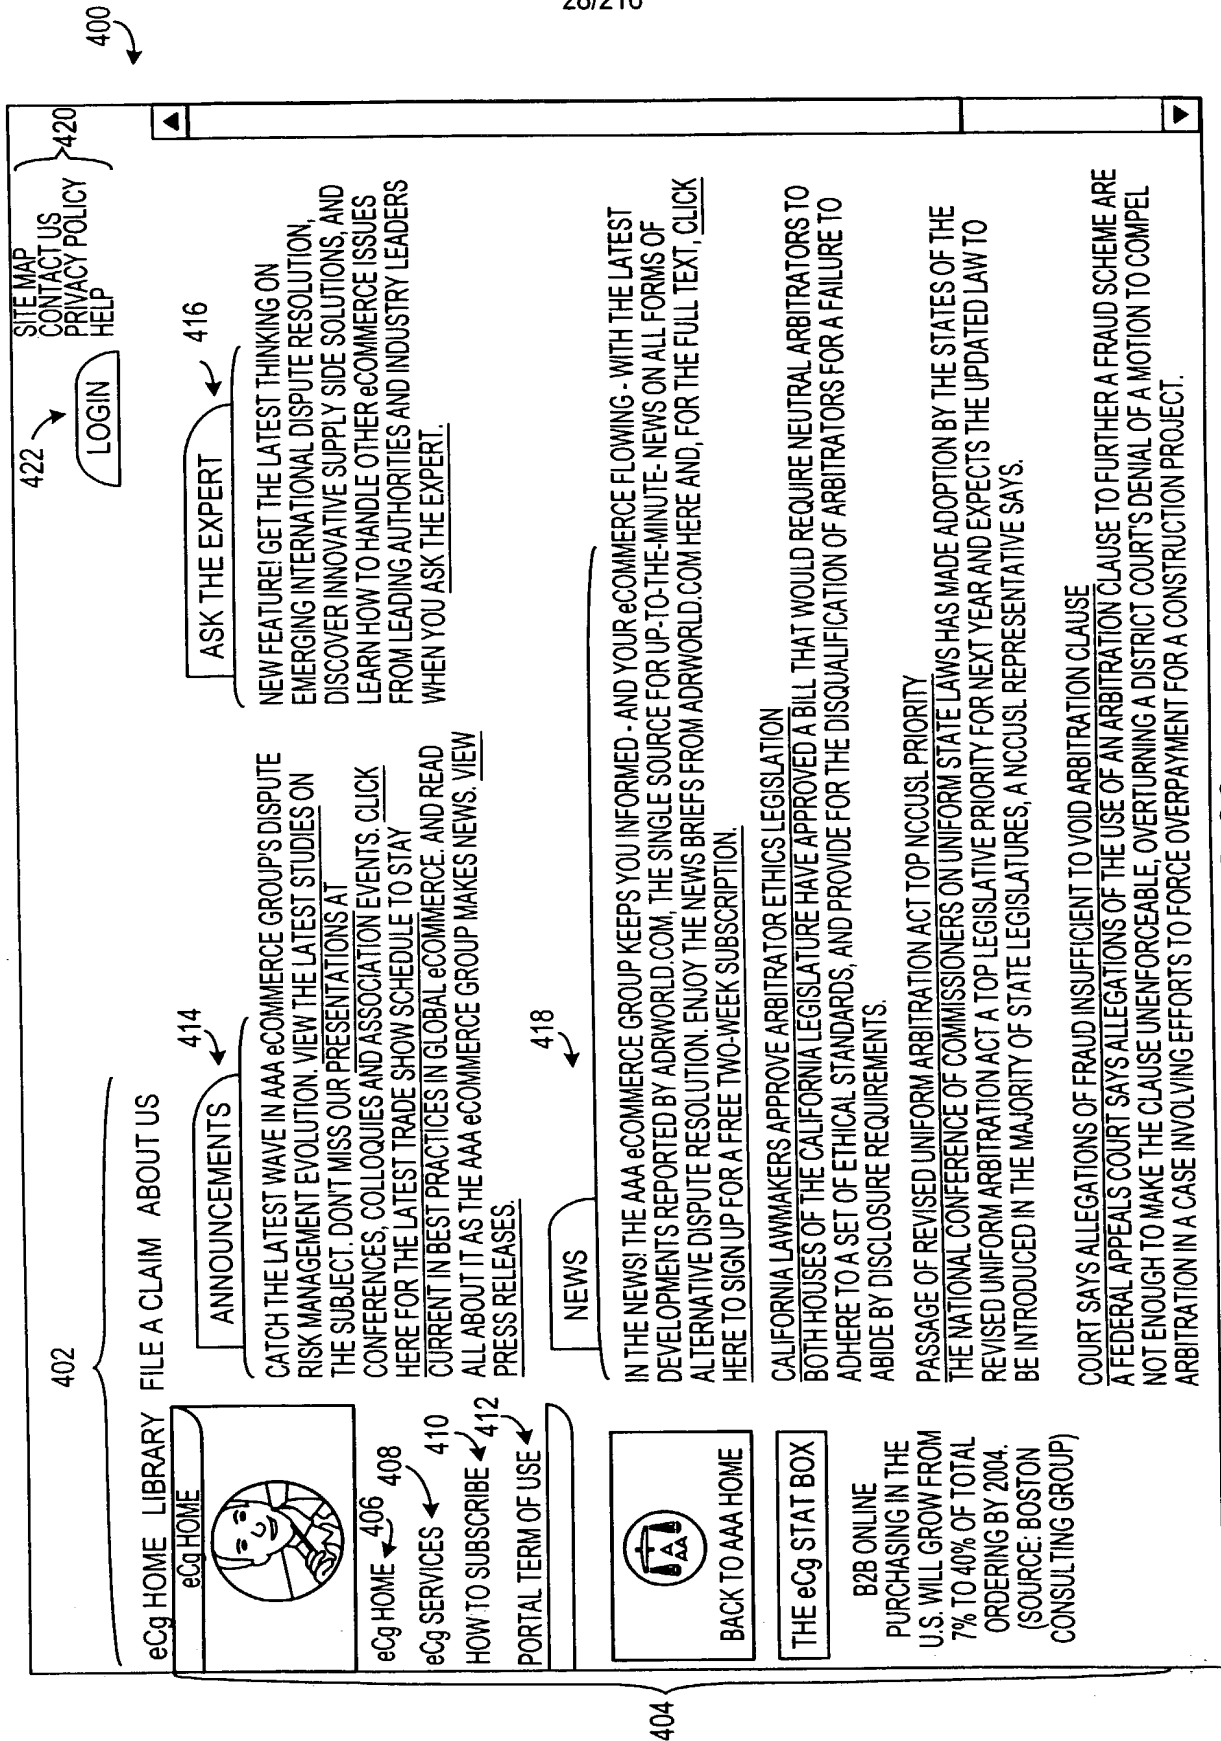 28/216
400
402
422
LOGIN
SITE MAP
CONTACT US
PRIVACY POLICY
HELP
420
eCg HOME LIBRARY FILE A CLAIM ABOUT US
eCg HOME
eCg HOME 406
eCg SERVICES 408
HOW TO SUBSCRIBE 410
PORTAL TERM OF USE 412
404
BACK TO AAA HOME
THE eCg STAT BOX
B2B ONLINE
PURCHASING IN THE
U.S. WILL GROW FROM
7% TO 40% OF TOTAL
ORDERING BY 2004.
(SOURCE: BOSTON
CONSULTING GROUP)
ANNOUNCEMENTS
414
CATCH THE LATEST WAVE IN AAA eCOMMERCE GROUP'S DISPUTE
RISK MANAGEMENT EVOLUTION. VIEW THE LATEST STUDIES ON
THE SUBJECT. DON'T MISS OUR PRESENTATIONS AT
CONFERENCES, COLLOQUIES AND ASSOCIATION EVENTS. CLICK
HERE FOR THE LATEST TRADE SHOW SCHEDULE TO STAY
CURRENT IN BEST PRACTICES IN GLOBAL eCOMMERCE. AND READ
ALL ABOUT IT AS THE AAA eCOMMERCE GROUP MAKES NEWS. VIEW
PRESS RELEASES.
ASK THE EXPERT
416
NEW FEATURE! GET THE LATEST THINKING ON
EMERGING INTERNATIONAL DISPUTE RESOLUTION,
DISCOVER INNOVATIVE SUPPLY SIDE SOLUTIONS, AND
LEARN HOW TO HANDLE OTHER eCOMMERCE ISSUES
FROM LEADING AUTHORITIES AND INDUSTRY LEADERS
WHEN YOU ASK THE EXPERT.
NEWS
418
IN THE NEWS! THE AAA eCOMMERCE GROUP KEEPS YOU INFORMED - AND YOUR eCOMMERCE FLOWING - WITH THE LATEST
DEVELOPMENTS REPORTED BY ADRWORLD.COM, THE SINGLE SOURCE FOR UP-TO-THE-MINUTE- NEWS ON ALL FORMS OF
ALTERNATIVE DISPUTE RESOLUTION. ENJOY THE NEWS BRIEFS FROM ADRWORLD.COM HERE AND, FOR THE FULL TEXT, CLICK
HERE TO SIGN UP FOR A FREE TWO-WEEK SUBSCRIPTION.
CALIFORNIA LAWMAKERS APPROVE ARBITRATOR ETHICS LEGISLATION
BOTH HOUSES OF THE CALIFORNIA LEGISLATURE HAVE APPROVED A BILL THAT WOULD REQUIRE NEUTRAL ARBITRATORS TO
ADHERE TO A SET OF ETHICAL STANDARDS, AND PROVIDE FOR THE DISQUALIFICATION OF ARBITRATORS FOR A FAILURE TO
ABIDE BY DISCLOSURE REQUIREMENTS.
PASSAGE OF REVISED UNIFORM ARBITRATION ACT TOP NCCUSL PRIORITY
THE NATIONAL CONFERENCE OF COMMISSIONERS ON UNIFORM STATE LAWS HAS MADE ADOPTION BY THE STATES OF THE
REVISED UNIFORM ARBITRATION ACT A TOP LEGISLATIVE PRIORITY FOR NEXT YEAR AND EXPECTS THE UPDATED LAW TO
BE INTRODUCED IN THE MAJORITY OF STATE LEGISLATURES, A NCCUSL REPRESENTATIVE SAYS.
COURT SAYS ALLEGATIONS OF FRAUD INSUFFICIENT TO VOID ARBITRATION CLAUSE
A FEDERAL APPEALS COURT SAYS ALLEGATIONS OF THE USE OF AN ARBITRATION CLAUSE TO FURTHER A FRAUD SCHEME ARE
NOT ENOUGH TO MAKE THE CLAUSE UNENFORCEABLE, OVERTURNING A DISTRICT COURT'S DENIAL OF A MOTION TO COMPEL
ARBITRATION IN A CASE INVOLVING EFFORTS TO FORCE OVERPAYMENT FOR A CONSTRUCTION PROJECT.